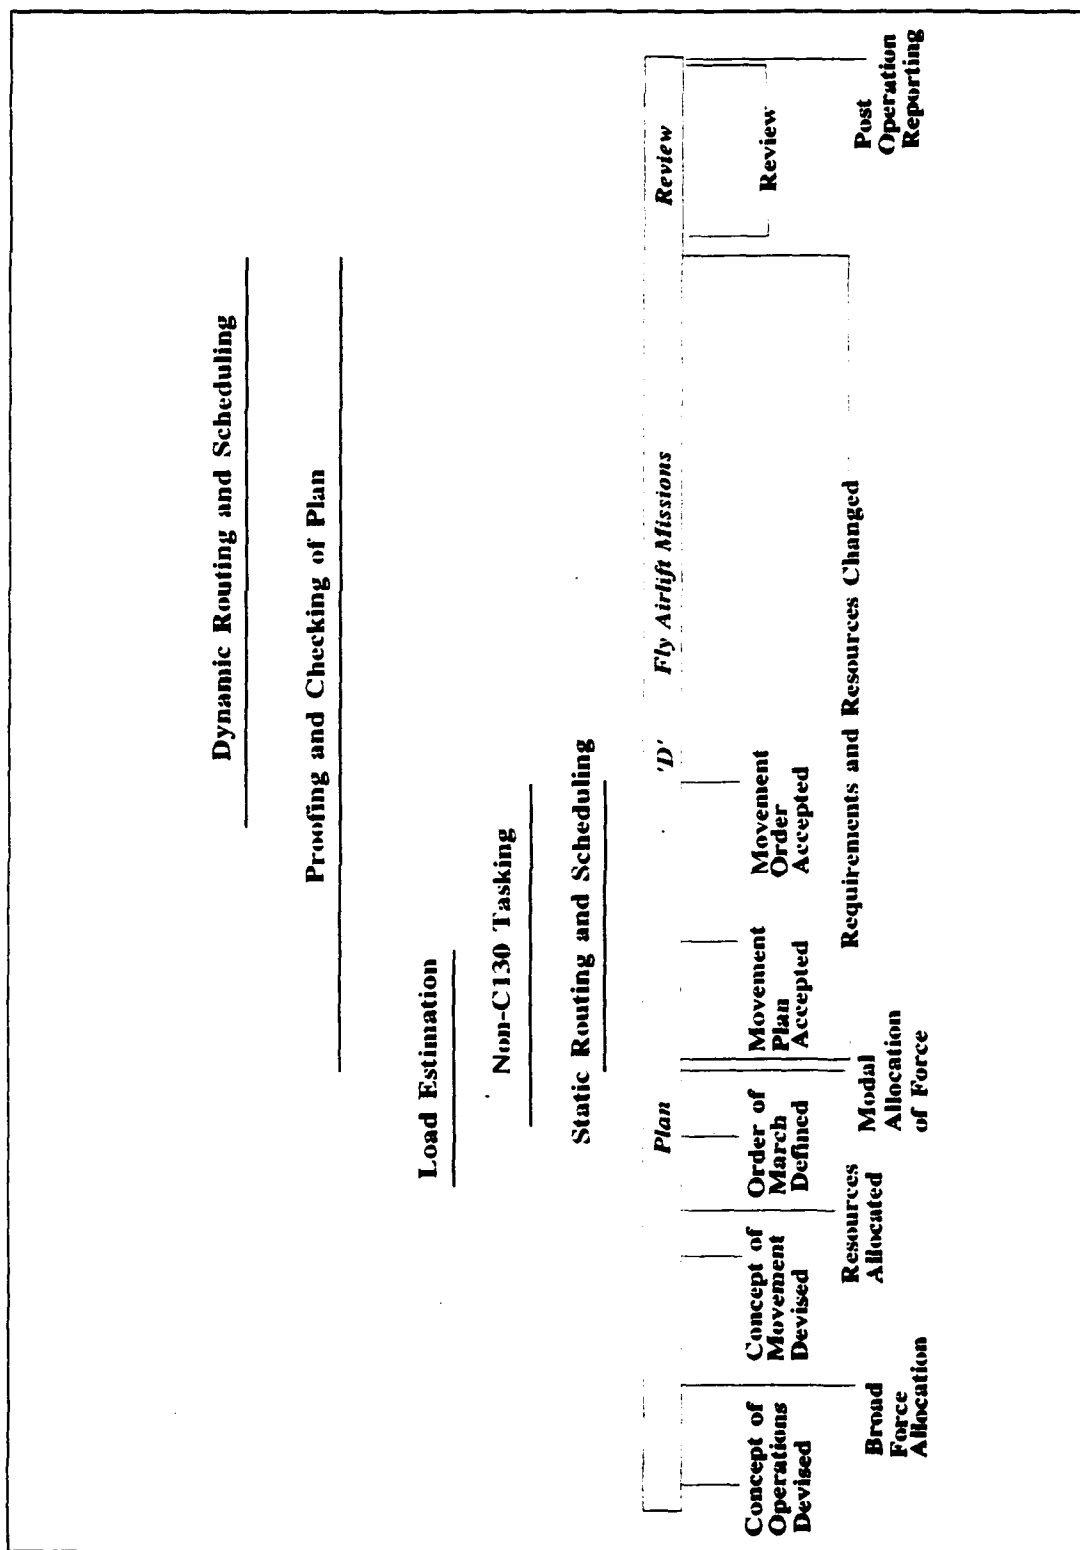 Dynamic Routing and Scheduling
Proofing and Checking of Plan
Load Estimation
Non-C130 Tasking
Static Routing and Scheduling
Plan
'D'
Fly Airlift Missions
Review
Concept of
Operations
Devised
Concept of
Movement
Devised
Order of
March
Defined
Movement
Plan
Accepted
Movement
Order
Accepted
Review
Broad
Force
Allocation
Resources
Allocated
Modal
Allocation
of Force
Requirements and Resources Changed
Post
Operation
Reporting